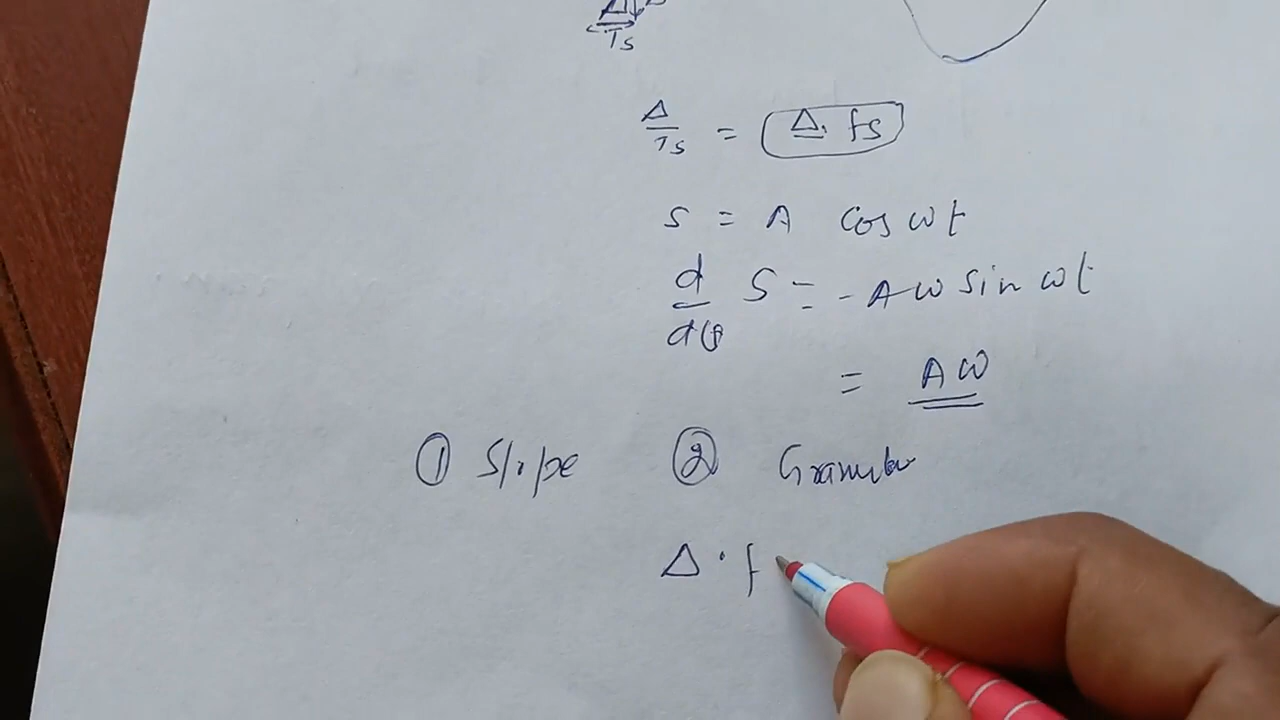 Δ
Ts
Δ/Ts = Δ. fs
S = A cos ωt
d/dt S = - Aω sin ωt
= Aω
① Slope ② Granular
Δ · f